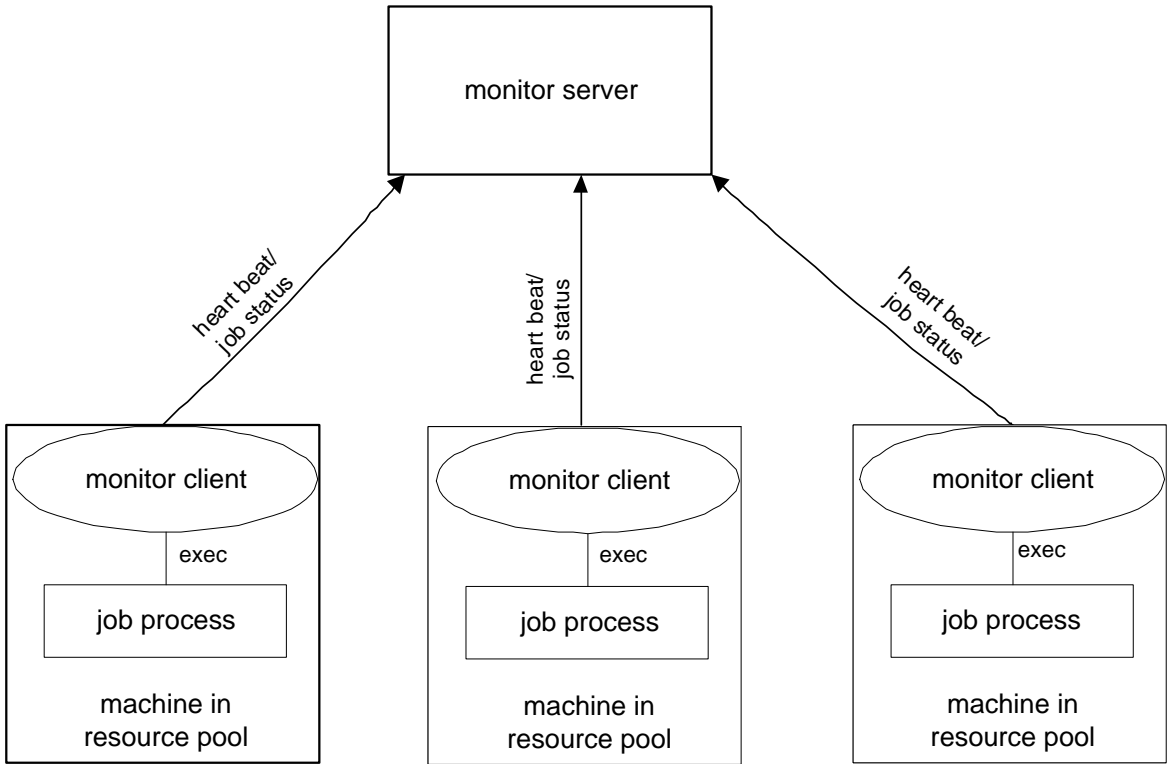 monitor server
heart beat/
job status
heart beat/
job status
heart beat/
job status
monitor client
exec
job process
machine in
resource pool
monitor client
exec
job process
machine in
resource pool
monitor client
exec
job process
machine in
resource pool